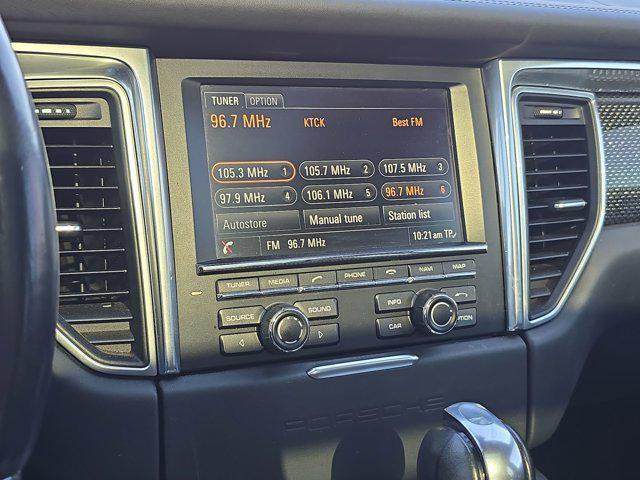 TUNER OPTION
96.7 MHz KTCK Best FM
105.3 MHz 1 105.7 MHz 2 107.5 MHz 3
97.9 MHz 4 106.1 MHz 5 96.7 MHz 6
Autostore Manual tune Station list
FM 96.7 MHz 10:21 am TP
TUNER MEDIA PHONE NAVI MAP
SOURCE SOUND INFO
CAR OPTION
PORSCHE